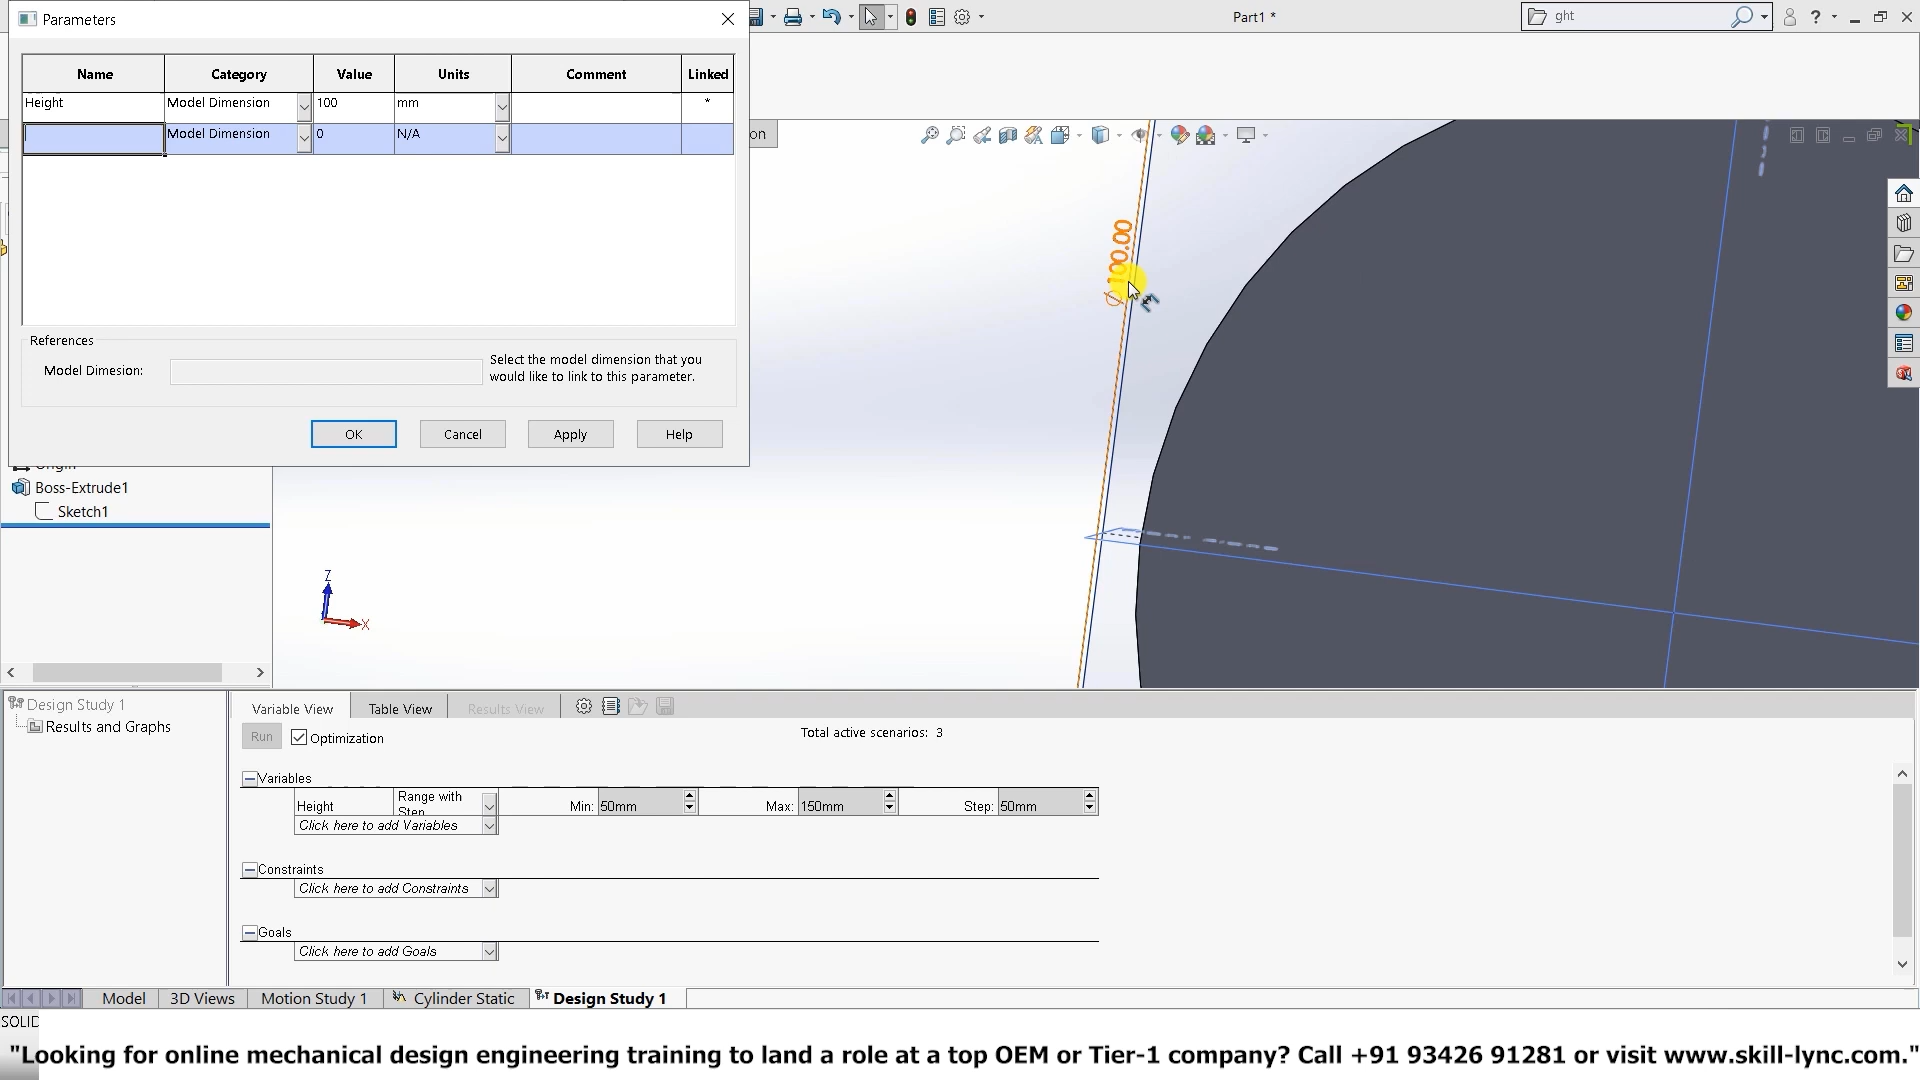 Parameters
Part1 *
ght
Name Category Value Units Comment Linked
Height Model Dimension 100 mm *
Model Dimension 0 N/A
on
Ø 100.00
References
Model Dimesion:
Select the model dimension that you
would like to link to this parameter.
OK Cancel Apply Help
Origin
Boss-Extrude1
Sketch1
Z
X
Design Study 1
Results and Graphs
Variable View Table View Results View
Run Optimization Total active scenarios: 3
Variables
Height Range with Step Min: 50mm Max: 150mm Step: 50mm
Click here to add Variables
Constraints
Click here to add Constraints
Goals
Click here to add Goals
Model 3D Views Motion Study 1 Cylinder Static Design Study 1
SOLID
"Looking for online mechanical design engineering training to land a role at a top OEM or Tier-1 company? Call +91 93426 91281 or visit www.skill-lync.com."